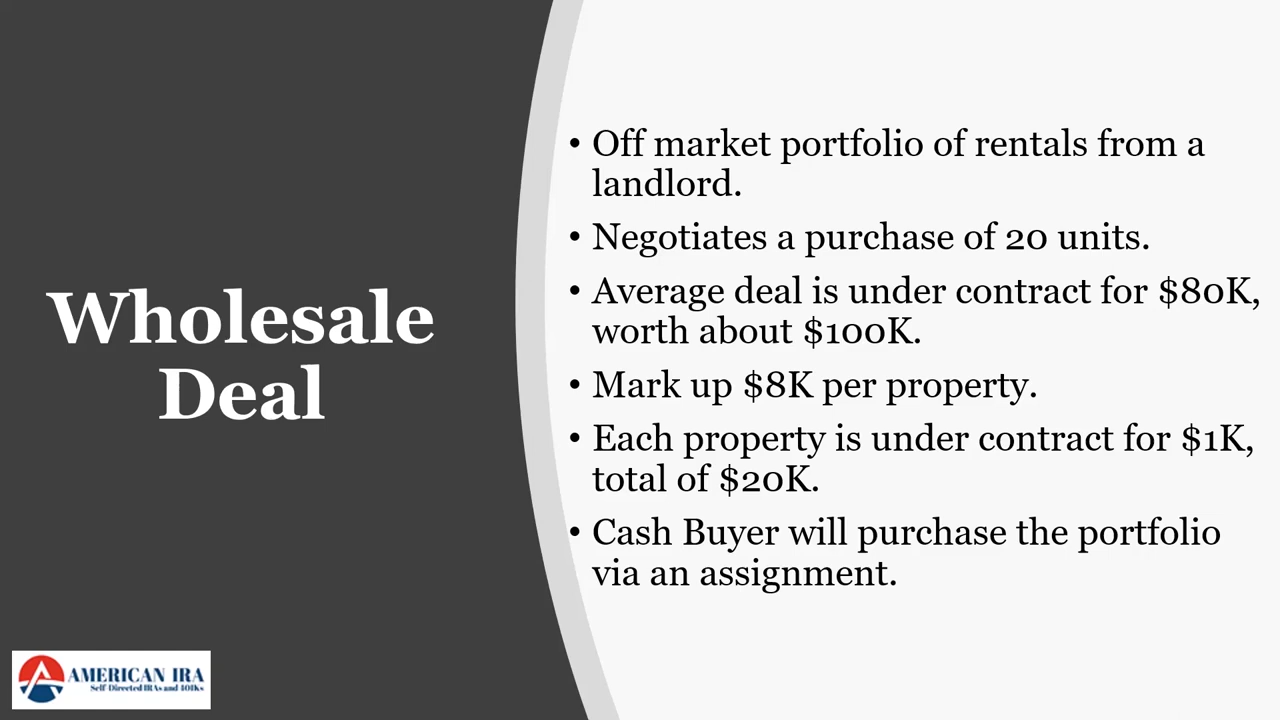 Wholesale
Deal
• Off market portfolio of rentals from a
landlord.
• Negotiates a purchase of 20 units.
• Average deal is under contract for $80K,
worth about $100K.
• Mark up $8K per property.
• Each property is under contract for $1K,
total of $20K.
• Cash Buyer will purchase the portfolio
via an assignment.
AMERICAN IRA
Self-Directed IRAs and 401Ks